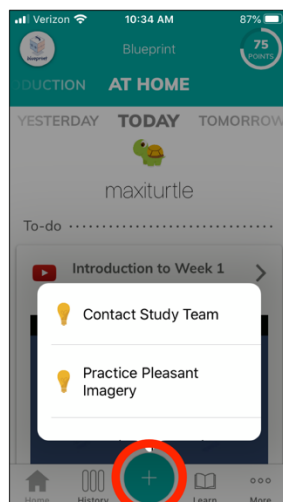 Verizon 10:34 AM 87%
blueprint Blueprint 75
POINTS
DUCTION AT HOME
YESTERDAY TODAY TOMORROW
maxiturtle
To-do
Introduction to Week 1
Contact Study Team
Practice Pleasant
Imagery
Home History + Learn More